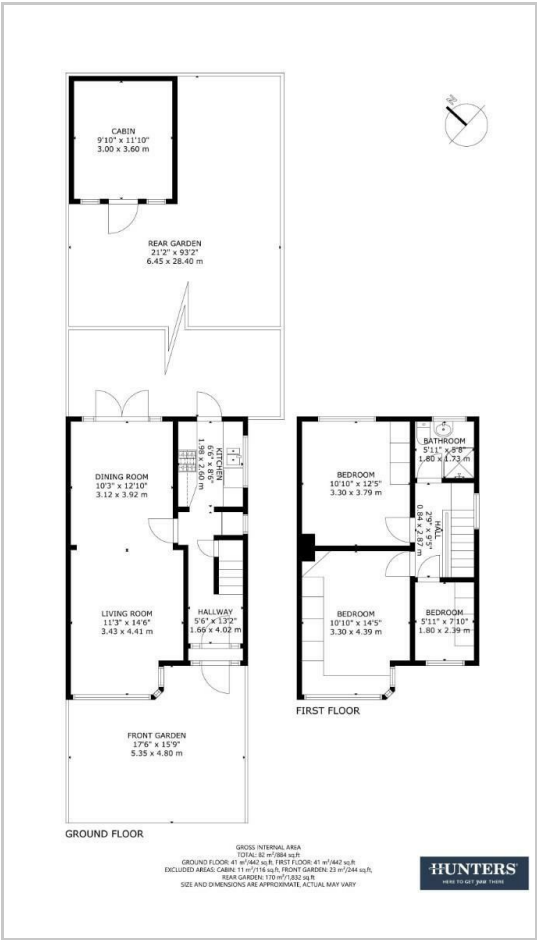 N
CABIN
9'10" x 11'10"
3.00 x 3.60 m
REAR GARDEN
21'2" x 93'2"
6.45 x 28.40 m
DINING ROOM
10'3" x 12'10"
3.12 x 3.92 m
KITCHEN
6'6" x 8'6"
1.98 x 2.60 m
LIVING ROOM
11'3" x 14'6"
3.43 x 4.41 m
HALLWAY
5'6" x 13'2"
1.66 x 4.02 m
FRONT GARDEN
17'6" x 15'9"
5.35 x 4.80 m
GROUND FLOOR
BATHROOM
5'11" x 5'8"
1.80 x 1.73 m
BEDROOM
10'10" x 12'5"
3.30 x 3.79 m
HALL
2'9" x 9'5"
0.84 x 2.87 m
BEDROOM
10'10" x 14'5"
3.30 x 4.39 m
BEDROOM
5'11" x 7'10"
1.80 x 2.39 m
FIRST FLOOR
GROSS INTERNAL AREA
TOTAL: 82 m²/884 sq.ft
GROUND FLOOR: 41 m²/442 sq.ft, FIRST FLOOR: 41 m²/442 sq.ft
EXCLUDED AREAS: CABIN: 11 m²/116 sq.ft, FRONT GARDEN: 23 m²/244 sq.ft,
REAR GARDEN: 170 m²/1,832 sq.ft
SIZE AND DIMENSIONS ARE APPROXIMATE, ACTUAL MAY VARY
HUNTERS
HERE TO GET you THERE